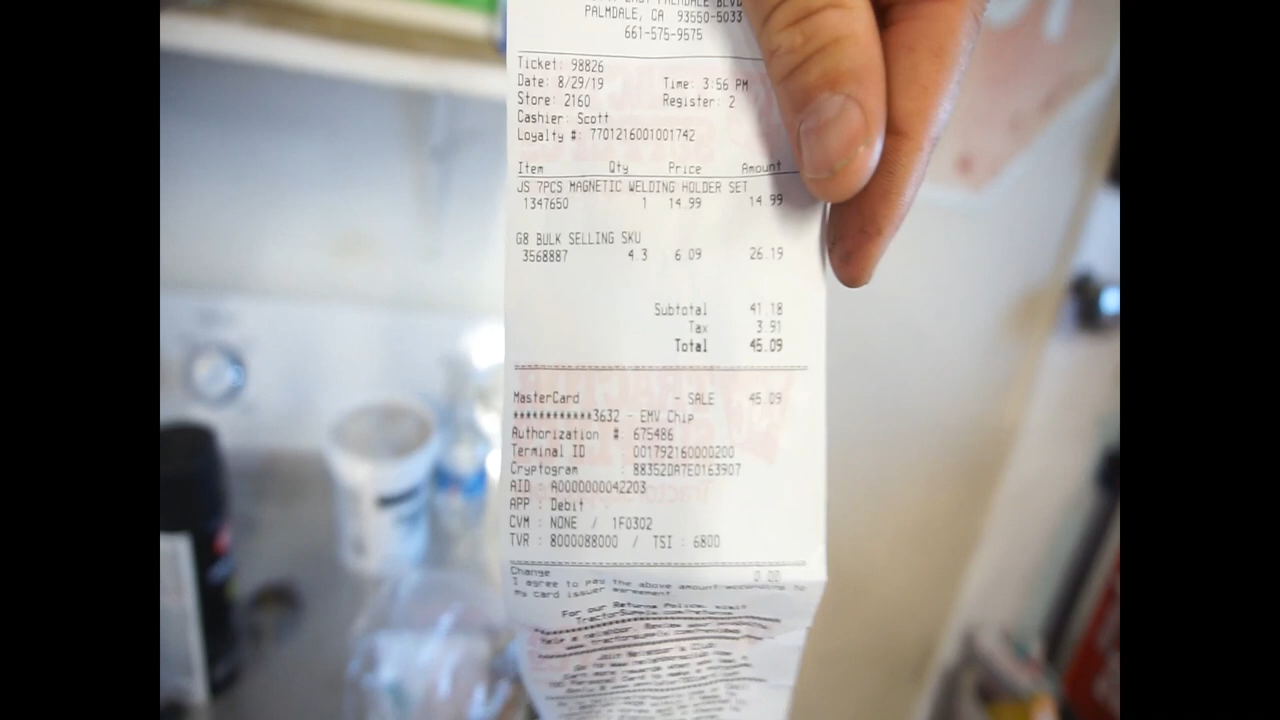 PALMDALE, CA 93550-5033
661-575-9575
Ticket: 98826
Date: 8/29/19 Time: 3:56 PM
Store: 2160 Register: 2
Cashier: Scott
Loyalty #: 7701216001001742
Item Qty Price Amount
JS 7PCS MAGNETIC WELDING HOLDER SET
1347650 1 14.99 14.99
G8 BULK SELLING SKU
3568887 4.3 6.09 26.19
Subtotal 41.18
Tax 3.91
Total 45.09
MasterCard - SALE 45.09
************3632 - EMV Chip
Authorization #: 675486
Terminal ID : 001792160000200
Cryptogram : 88352DA7E0163907
AID : A0000000042203
APP : Debit
CVM : NONE / 1F0302
TVR : 8000088000 / TSI : 6800
Change 0.00
I agree to pay the above amount according to
my card issuer agreement.
For our Returns Policy, visit
TractorSupply.com/returns